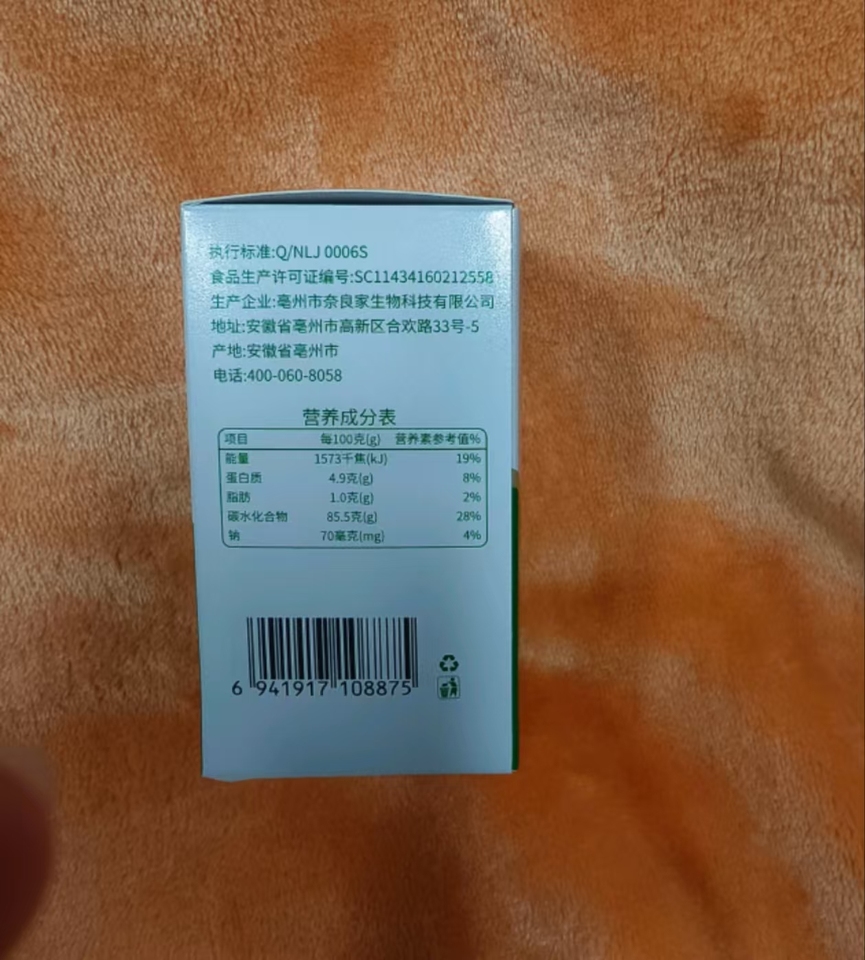 执行标准:Q/NLJ 0006S
食品生产许可证编号:SC11434160212558
生产企业:亳州市奈良家生物科技有限公司
地址:安徽省亳州市高新区合欢路33号-5
产地:安徽省亳州市
电话:400-060-8058
营养成分表
项目 每100克(g) 营养素参考值%
能量 1573千焦(kJ) 19%
蛋白质 4.9克(g) 8%
脂肪 1.0克(g) 2%
碳水化合物 85.5克(g) 28%
钠 70毫克(mg) 4%
6 941917 108875